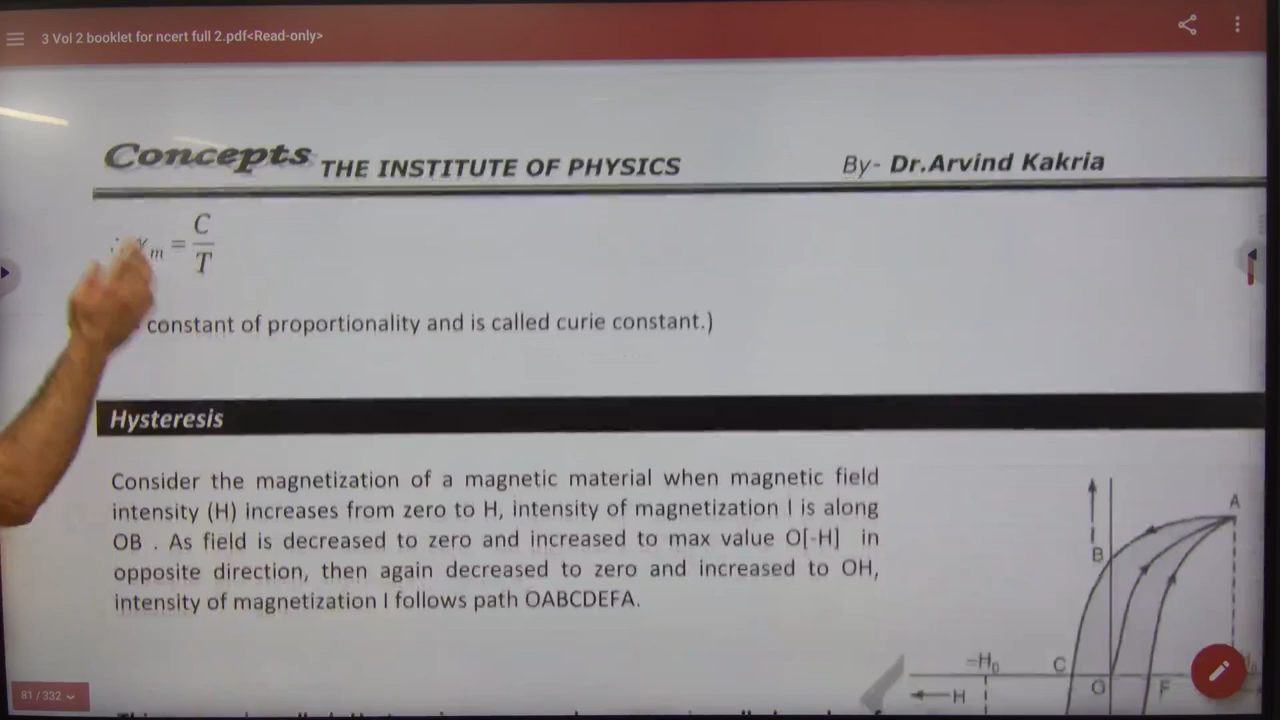 3 Vol 2 booklet for ncert full 2.pdf<Read-only>
Concepts THE INSTITUTE OF PHYSICS By- Dr.Arvind Kakria
m = C/T
constant of proportionality and is called curie constant.)
Hysteresis
Consider the magnetization of a magnetic material when magnetic field
intensity (H) increases from zero to H, intensity of magnetization I is along
OB . As field is decreased to zero and increased to max value O[-H] in
opposite direction, then again decreased to zero and increased to OH,
intensity of magnetization I follows path OABCDEFA.
A
B
-H₀
C
O
F
H
81 / 332